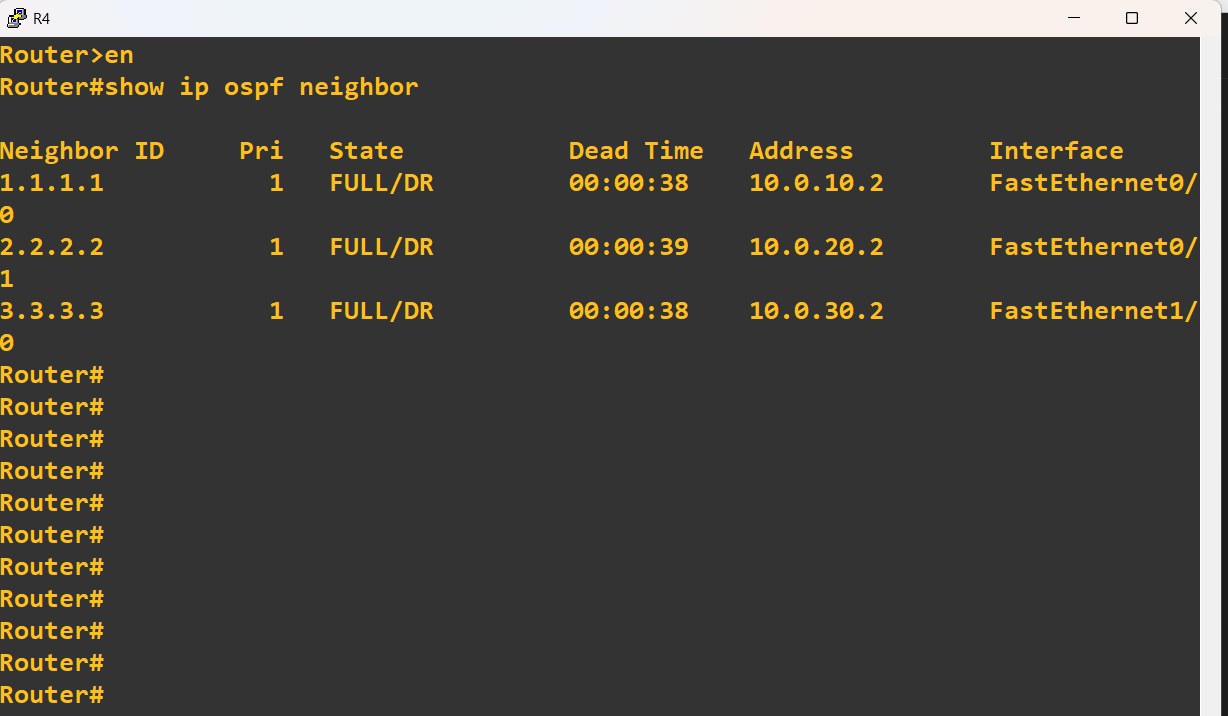 R4
Router>en
Router#show ip ospf neighbor
Neighbor ID     Pri   State           Dead Time   Address         Interface
1.1.1.1           1   FULL/DR         00:00:38    10.0.10.2       FastEthernet0/
0
2.2.2.2           1   FULL/DR         00:00:39    10.0.20.2       FastEthernet0/
1
3.3.3.3           1   FULL/DR         00:00:38    10.0.30.2       FastEthernet1/
0
Router#
Router#
Router#
Router#
Router#
Router#
Router#
Router#
Router#
Router#
Router#